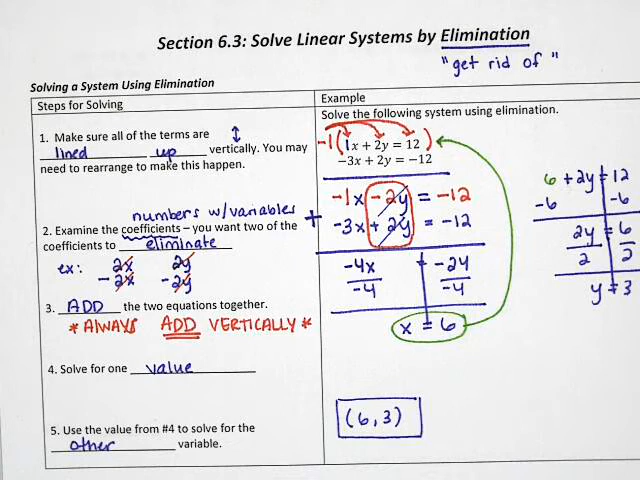 Section 6.3: Solve Linear Systems by Elimination
"get rid of"
Solving a System Using Elimination
Steps for Solving
1. Make sure all of the terms are ↕
lined up vertically. You may
need to rearrange to make this happen.
numbers w/variables
2. Examine the coefficients – you want two of the
coefficients to eliminate
ex: 2x 2y
-2x -2y
3. ADD the two equations together.
* ALWAYS ADD VERTICALLY *
4. Solve for one value
5. Use the value from #4 to solve for the
other variable.
Example
Solve the following system using elimination.
-1(1x + 2y = 12)
−3x + 2y = −12
-1x - 2y = -12
+ -3x + 2y = -12
-4x = -24
-4 -4
x = 6
(6,3)
6 + 2y = 12
-6 -6
2y = 6
2 2
y = 3